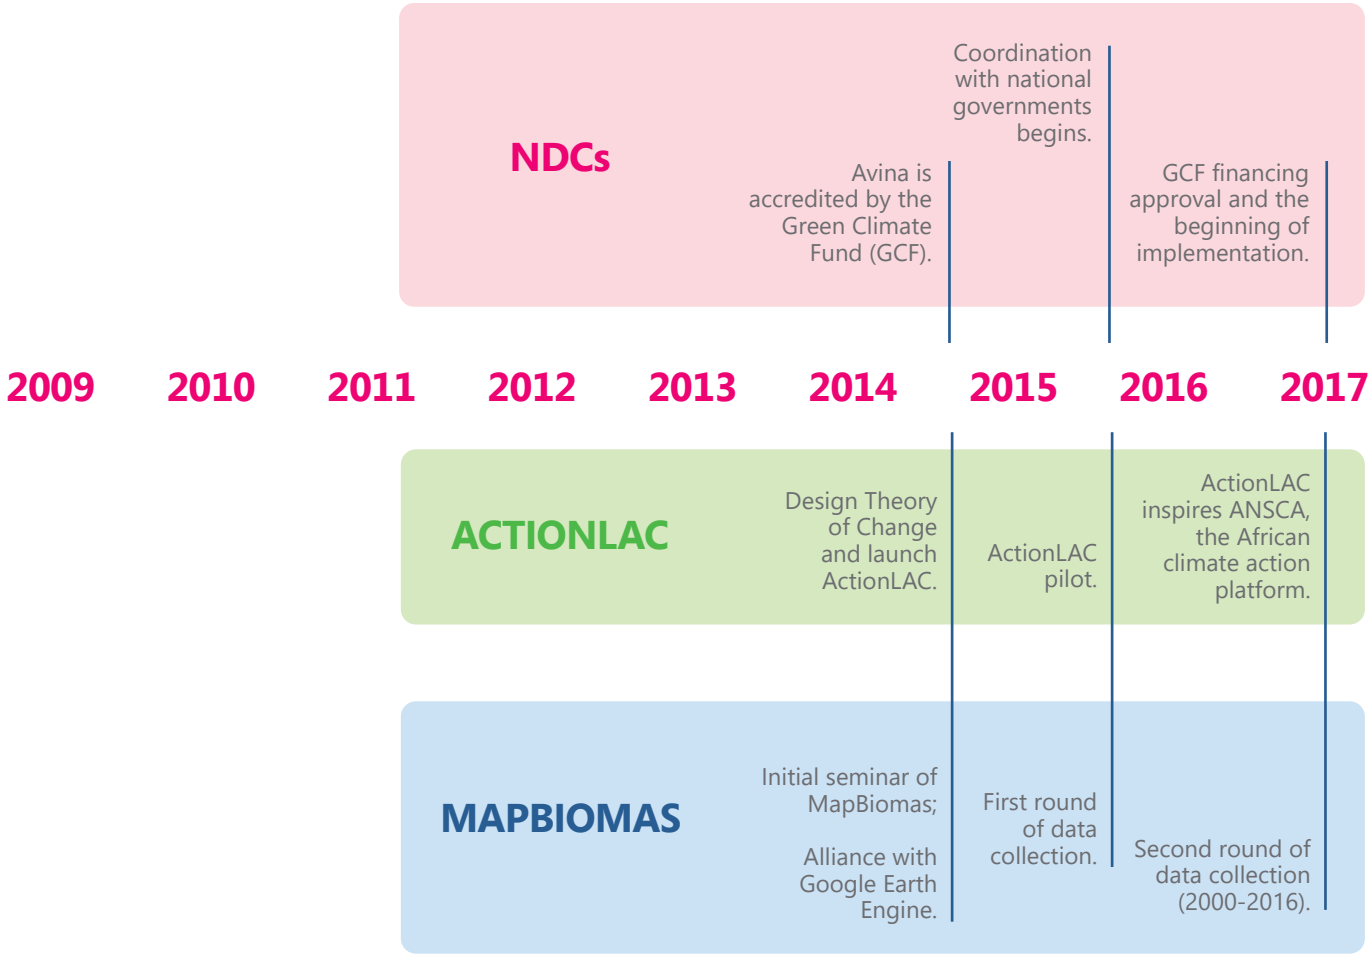 NDCs
Coordination
with national
governments
begins.
Avina is
accredited by the
Green Climate
Fund (GCF).
GCF financing
approval and the
beginning of
implementation.
2009 2010 2011 2012 2013 2014 2015 2016 2017
ACTIONLAC
Design Theory
of Change
and launch
ActionLAC.
ActionLAC
pilot.
ActionLAC
inspires ANSCA,
the African
climate action
platform.
MAPBIOMAS
Initial seminar of
MapBiomas;
Alliance with
Google Earth
Engine.
First round
of data
collection.
Second round of
data collection
(2000-2016).